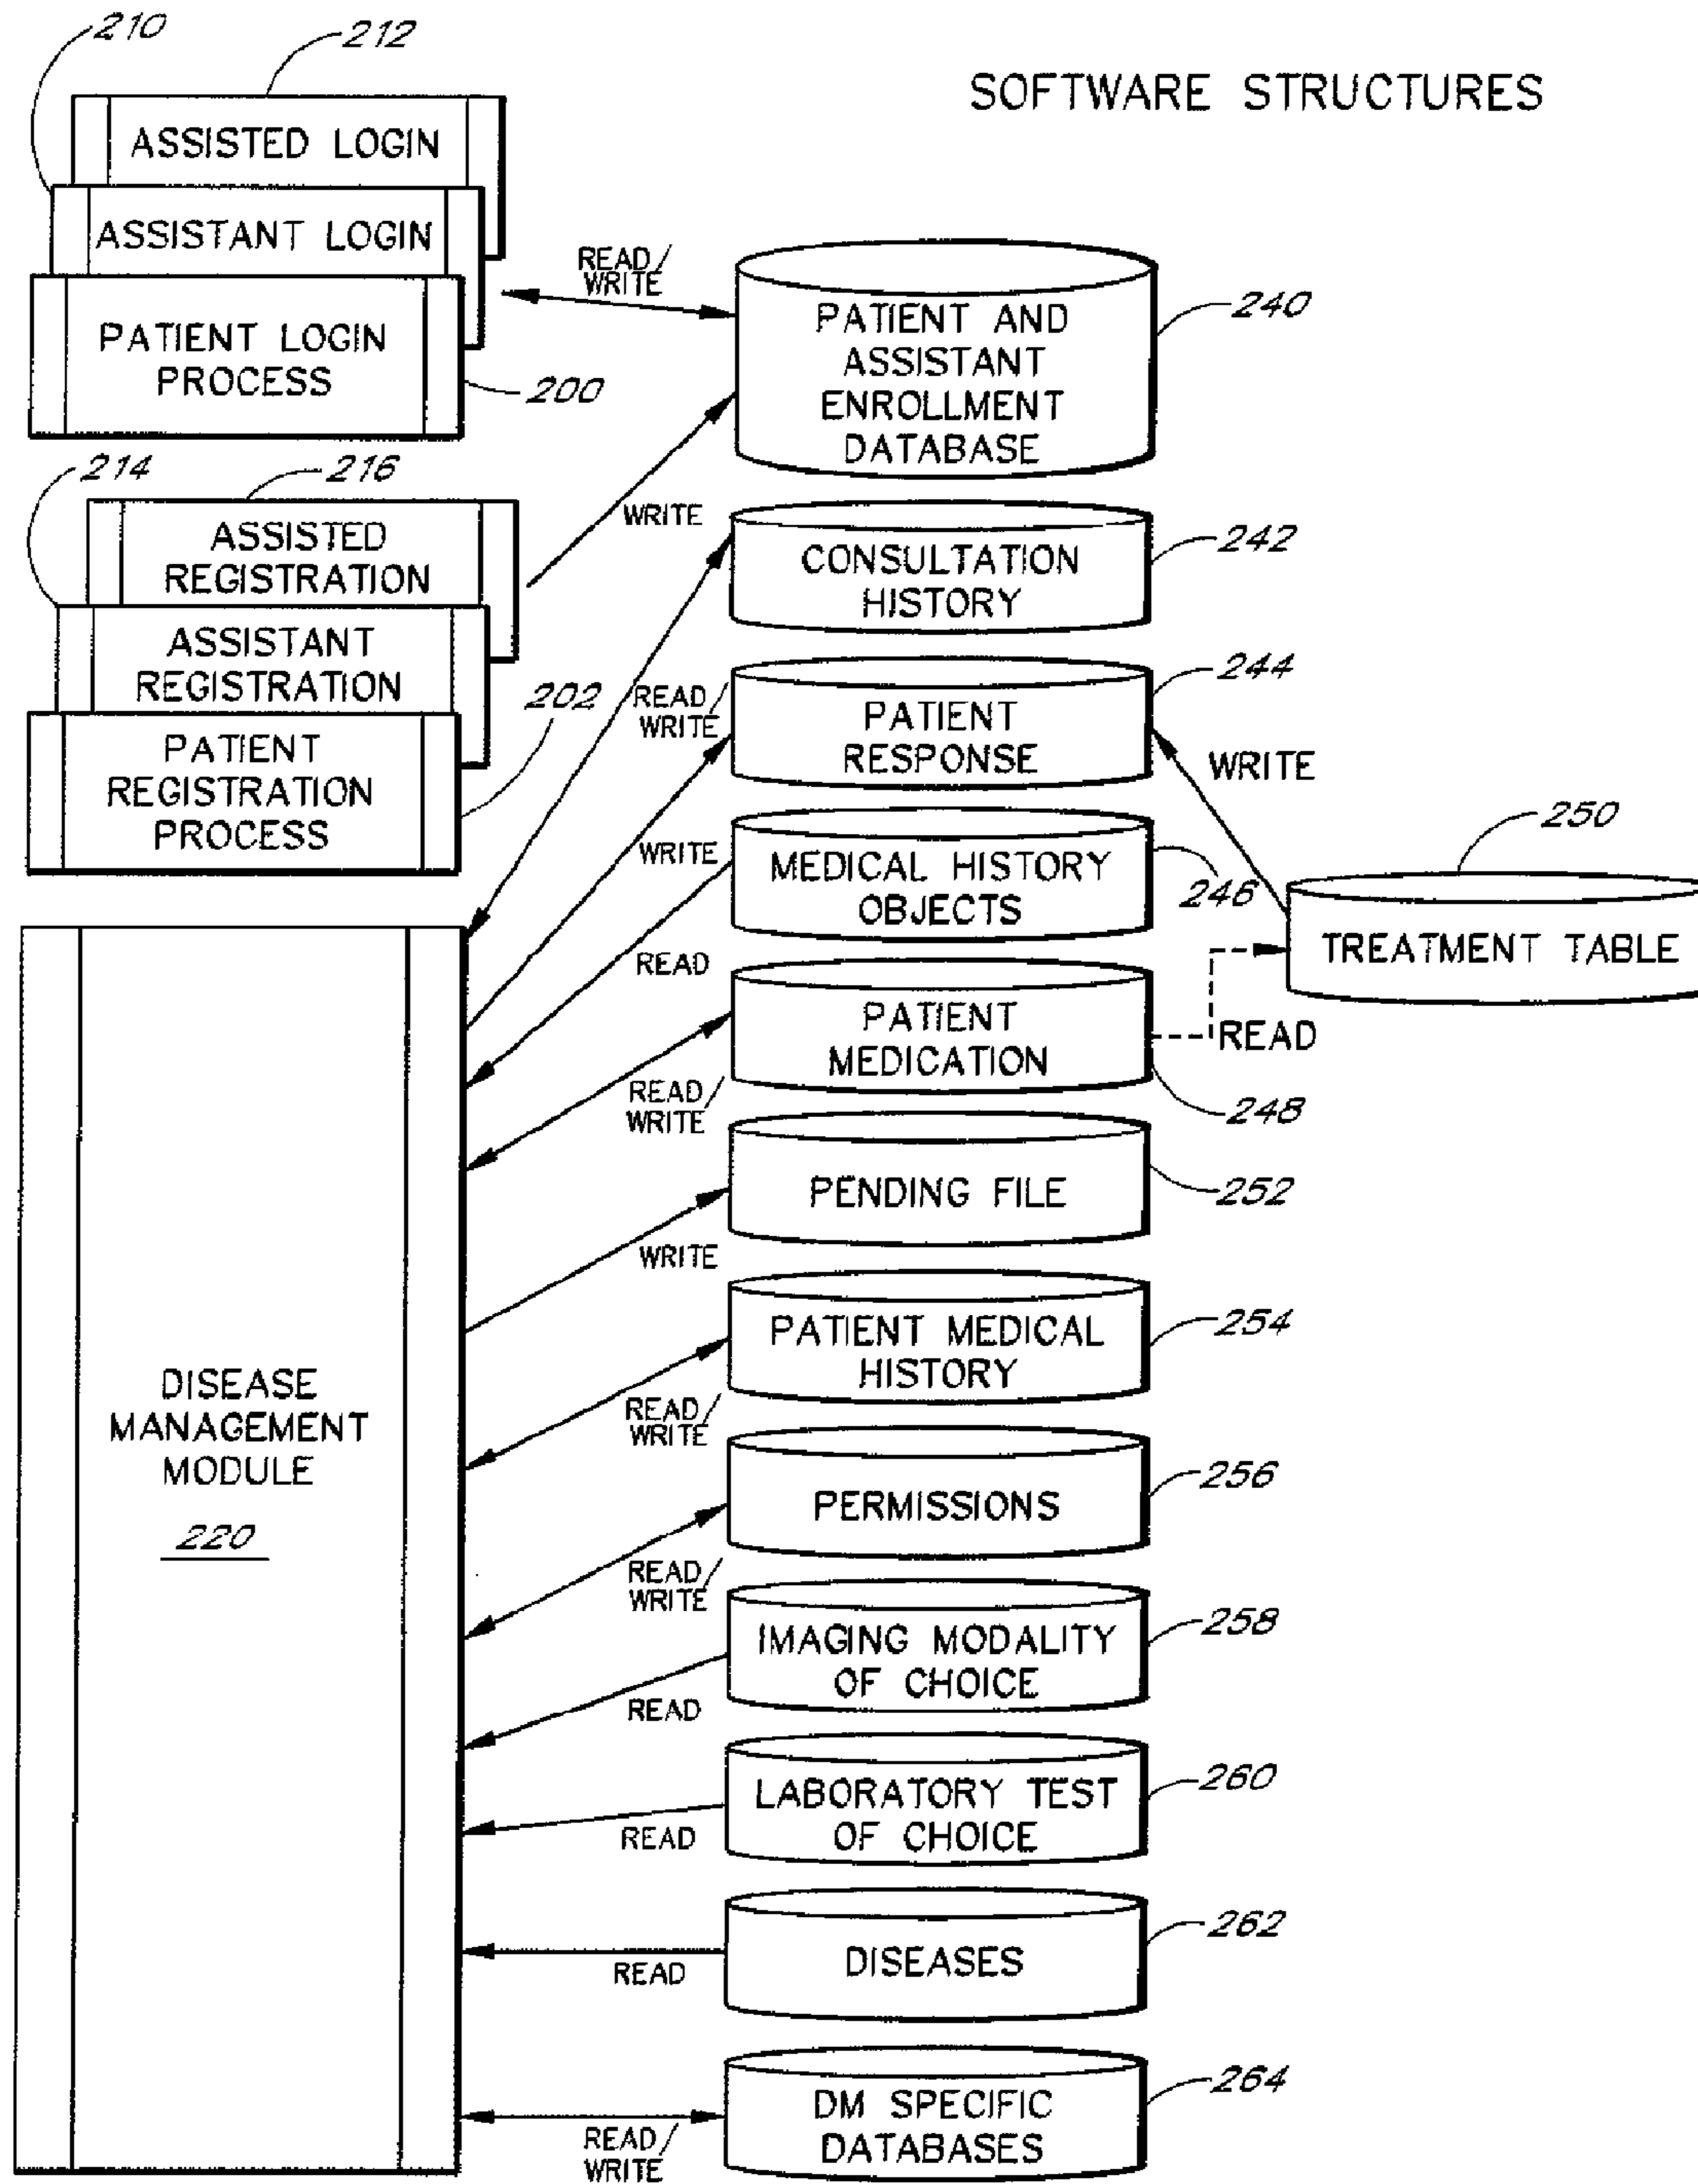 210
212
SOFTWARE STRUCTURES
ASSISTED LOGIN
ASSISTANT LOGIN
PATIENT LOGIN
PROCESS
200
READ/
WRITE
PATIENT AND
ASSISTANT
ENROLLMENT
DATABASE
240
214
216
ASSISTED
REGISTRATION
ASSISTANT
REGISTRATION
PATIENT
REGISTRATION
PROCESS
202
WRITE
CONSULTATION
HISTORY
242
READ/
WRITE
PATIENT
RESPONSE
244
WRITE
WRITE
MEDICAL HISTORY
OBJECTS
246
250
TREATMENT TABLE
READ
PATIENT
MEDICATION
READ
248
READ/
WRITE
PENDING FILE
252
WRITE
PATIENT MEDICAL
HISTORY
254
READ/
WRITE
DISEASE
MANAGEMENT
MODULE
220
PERMISSIONS
256
READ/
WRITE
IMAGING MODALITY
OF CHOICE
258
READ
LABORATORY TEST
OF CHOICE
260
READ
DISEASES
262
READ
DM SPECIFIC
DATABASES
264
READ/
WRITE